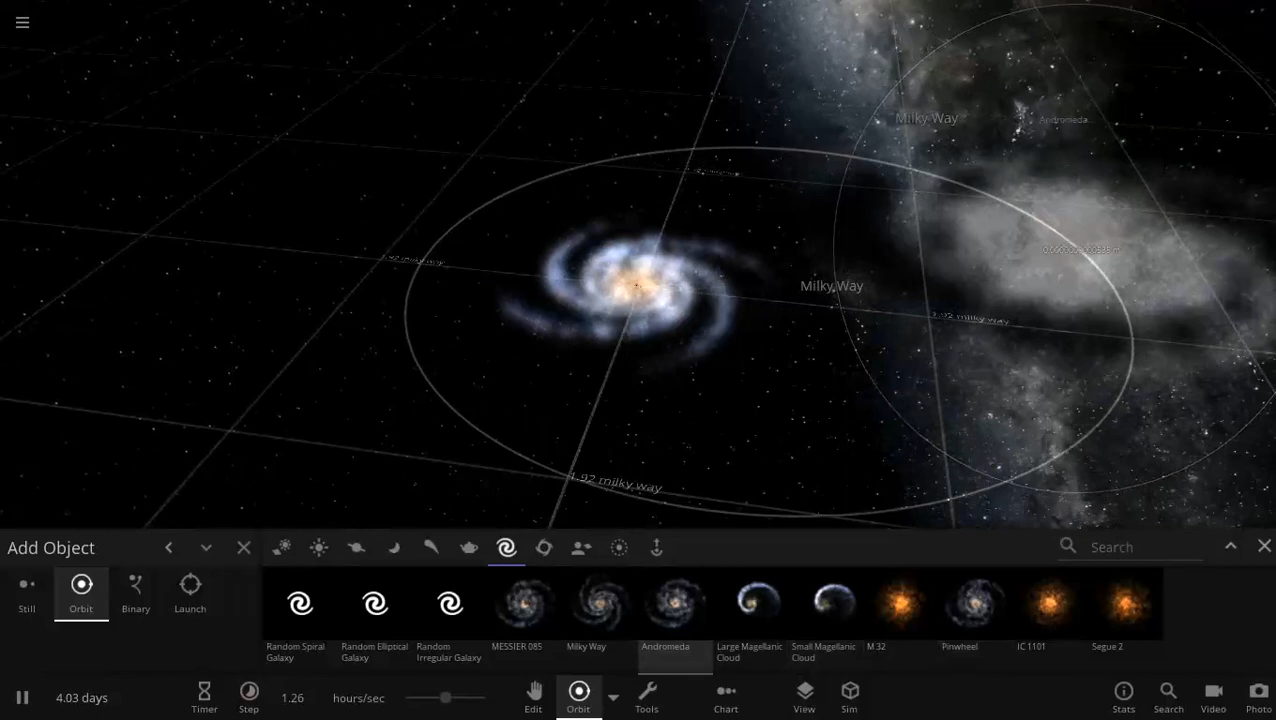 Milky Way
Andromeda...
Milky Way
1.92 milky way
1.92 milky way
Add Object
Search
Still
Orbit
Binary
Launch
Random Spiral
Galaxy
Random Elliptical
Galaxy
Random
Irregular Galaxy
MESSIER 085
Milky Way
Andromeda
Large Magellanic
Cloud
Small Magellanic
Cloud
M 32
Pinwheel
IC 1101
Segue 2
4.03 days
Timer
Step
1.26
hours/sec
Edit
Orbit
Tools
Chart
View
Sim
Stats
Search
Video
Photo